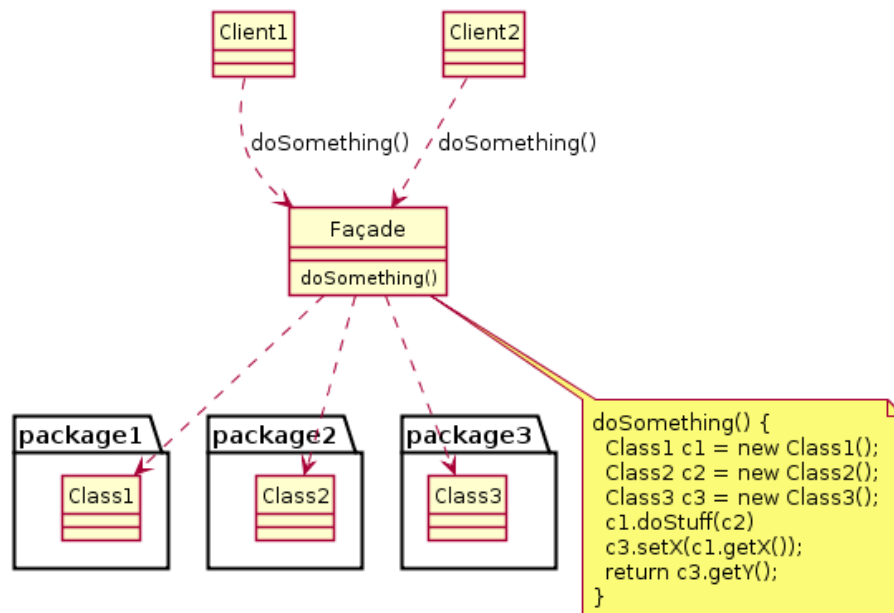 Client1
Client2
doSomething()
doSomething()
Façade
doSomething()
package1
package2
package3
Class1
Class2
Class3
doSomething() {
Class1 c1 = new Class1();
Class2 c2 = new Class2();
Class3 c3 = new Class3();
c1.doStuff(c2)
c3.setX(c1.getX());
return c3.getY();
}